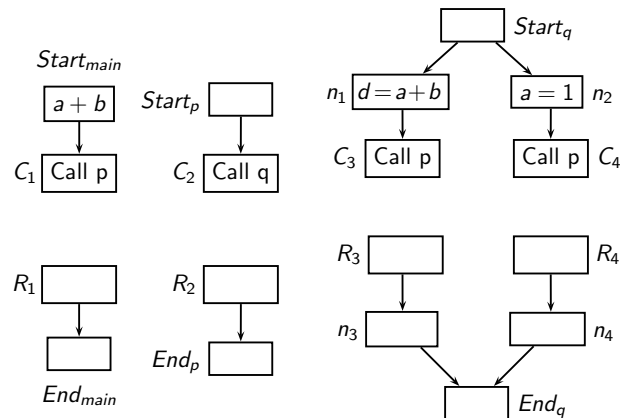 Start_q
Start_main
a + b
Start_p
n_1 d = a + b
a = 1 n_2
C_1 Call p
C_2 Call q
C_3 Call p
Call p C_4
R_1
R_2
R_3
R_4
n_3
n_4
End_p
End_main
End_q